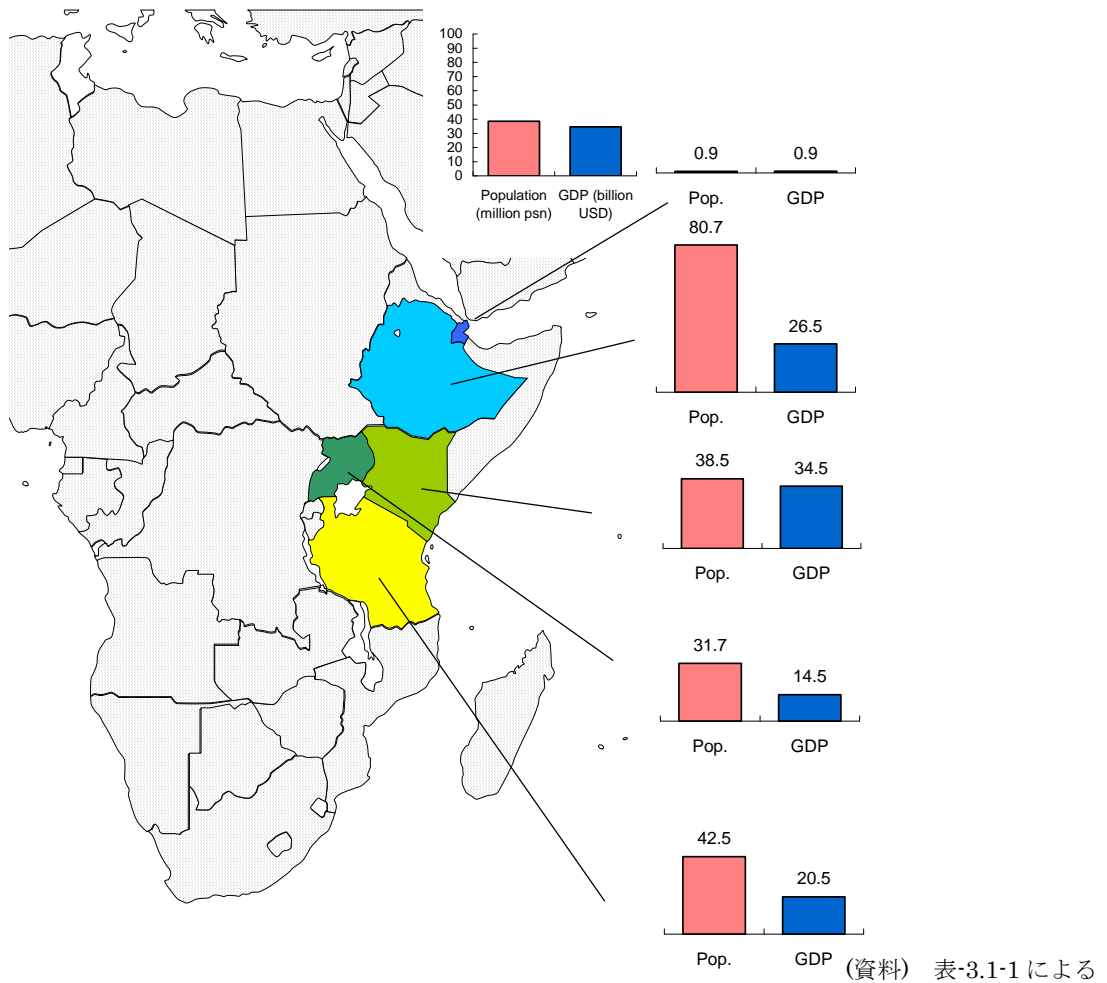 100
90
80
70
60
50
40
30
20
10
0
Population
(million psn)
GDP (billion
USD)
0.9 0.9
Pop. GDP
80.7
26.5
Pop. GDP
38.5 34.5
Pop. GDP
31.7
14.5
Pop. GDP
42.5
20.5
Pop. GDP
(資料) 表-3.1-1 による